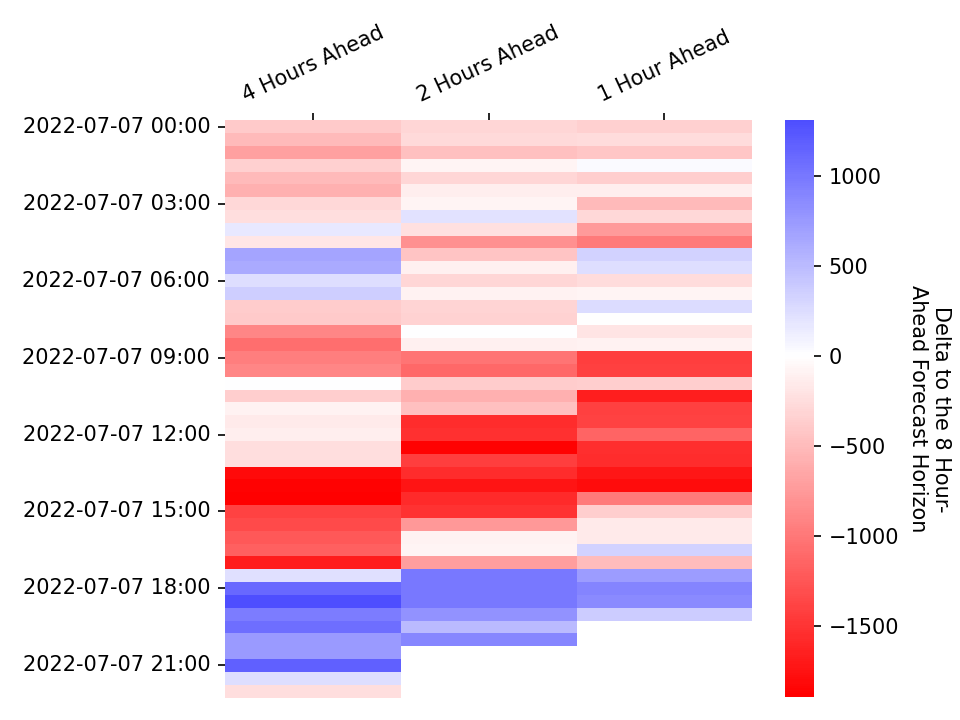 4 Hours Ahead
2 Hours Ahead
1 Hour Ahead
2022-07-07 00:00
2022-07-07 03:00
2022-07-07 06:00
2022-07-07 09:00
2022-07-07 12:00
2022-07-07 15:00
2022-07-07 18:00
2022-07-07 21:00
1000
500
0
−500
−1000
−1500
Delta to the 8 Hour-
Ahead Forecast Horizon